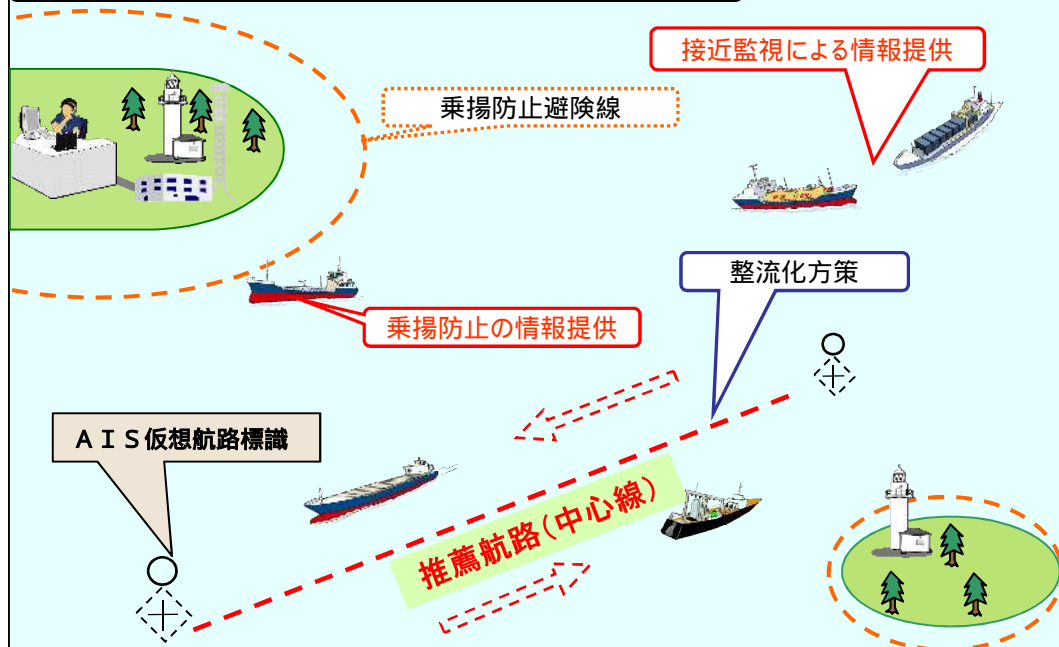 接近監視による情報提供
乗揚防止避険線
整流化方策
乗揚防止の情報提供
ＡＩＳ仮想航路標識
推薦航路(中心線)